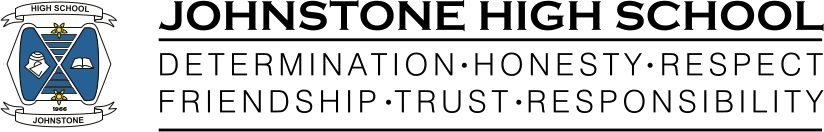 HIGH SCHOOL
1966
JOHNSTONE
JOHNSTONE HIGH SCHOOL
DETERMINATION•HONESTY•RESPECT
FRIENDSHIP•TRUST•RESPONSIBILITY